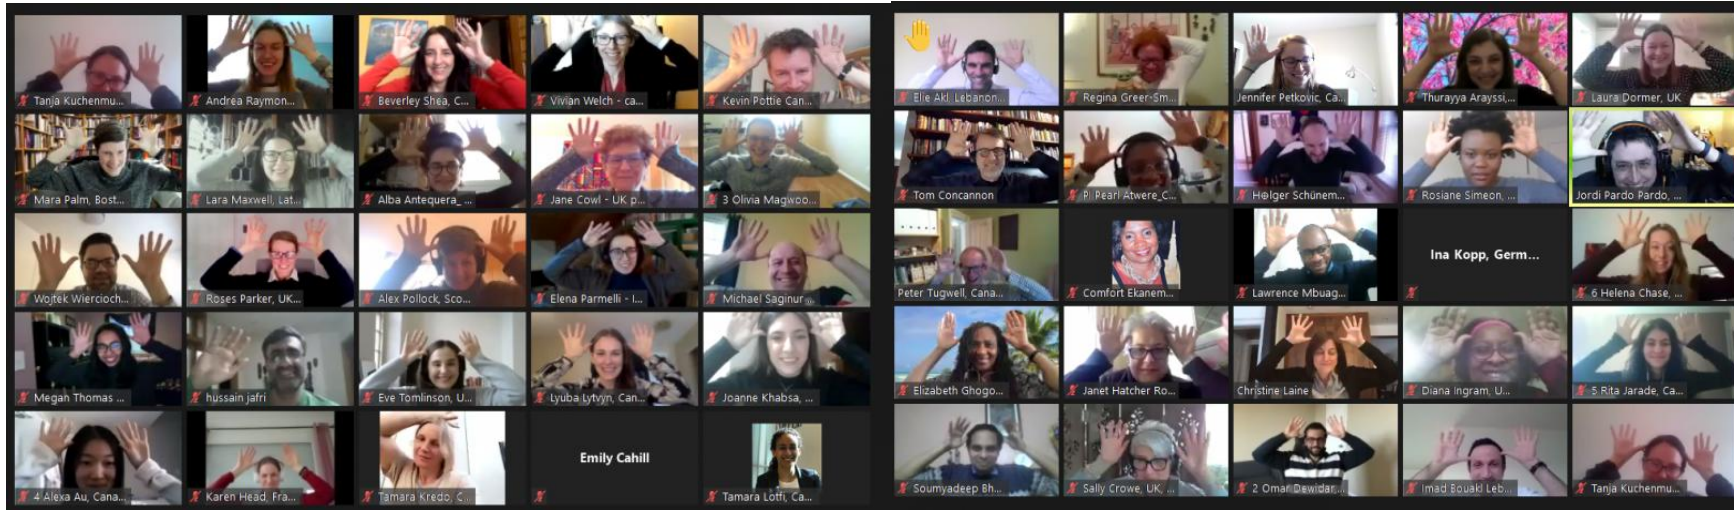 Tanja Kuchenmu...
Andrea Raymon...
Beverley Shea, C...
Vivian Welch - ca...
Kevin Pottie Can...
Mara Palm, Bost...
Lara Maxwell, Lat...
Alba Antequera_...
Jane Cowl - UK p...
3 Olivia Magwoo...
Wojtek Wiercioch...
Roses Parker, UK...
Alex Pollock, Sco...
Elena Parmelli - I...
Michael Saginur...
Megan Thomas ...
hussain jafri
Eve Tomlinson, U...
Lyuba Lytvyn, Can...
Joanne Khabsa, ...
4 Alexa Au, Cana...
Karen Head, Fra...
Tamara Kredo, C...
Emily Cahill
Tamara Lotfi, Ca...
Elie Akl, Lebanon...
Regina Greer-Sm...
Jennifer Petkovic, Ca...
Thurayya Arayssi,...
Laura Dormer, UK
Tom Concannon
PI Pearl Atwere_C...
Holger Schünem...
Rosiane Simeon, ...
Jordi Pardo Pardo, ...
Peter Tugwell, Cana...
Comfort Ekanem...
Lawrence Mbuag...
Ina Kopp, Germ...
6 Helena Chase, ...
Elizabeth Ghogo...
Janet Hatcher Ro...
Christine Laine
Diana Ingram, U...
5 Rita Jarade, Ca...
Soumyadeep Bh...
Sally Crowe, UK, ...
2 Omar Dewidar,...
Imad Bouakl Leb...
Tanja Kuchenmu...